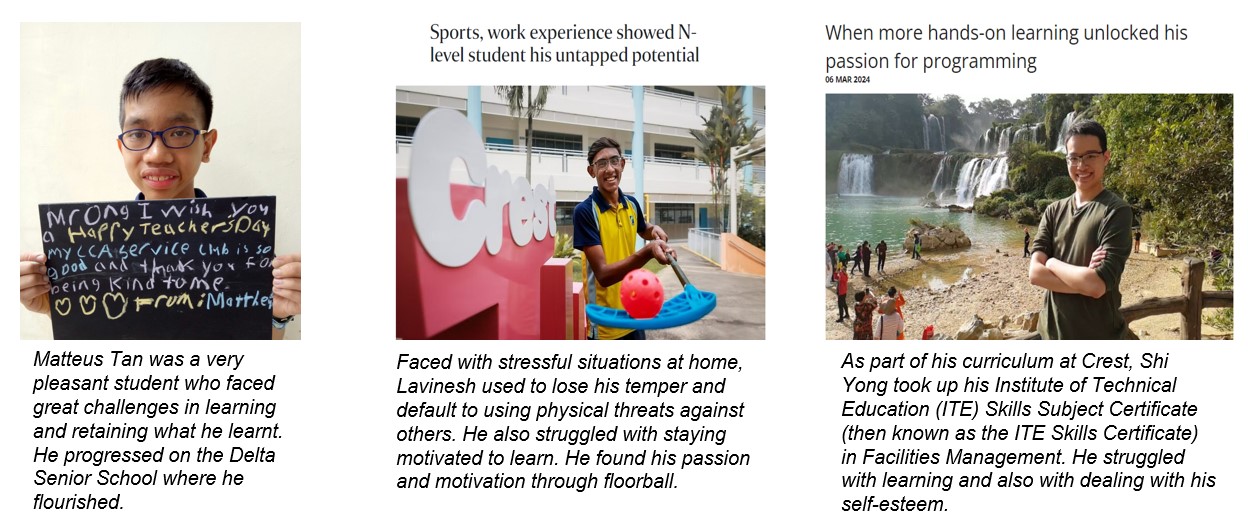 Mr Ong I wish you
a Happy Teachers Day
my CCA service club is so
good and thank you for
being kind to me.
From: Matthe
Matteus Tan was a very
pleasant student who faced
great challenges in learning
and retaining what he learnt.
He progressed on the Delta
Senior School where he
flourished.
Sports, work experience showed N-
level student his untapped potential
Crest
Faced with stressful situations at home,
Lavinesh used to lose his temper and
default to using physical threats against
others. He also struggled with staying
motivated to learn. He found his passion
and motivation through floorball.
When more hands-on learning unlocked his
passion for programming
06 MAR 2024
As part of his curriculum at Crest, Shi
Yong took up his Institute of Technical
Education (ITE) Skills Subject Certificate
(then known as the ITE Skills Certificate)
in Facilities Management. He struggled
with learning and also with dealing with his
self-esteem.